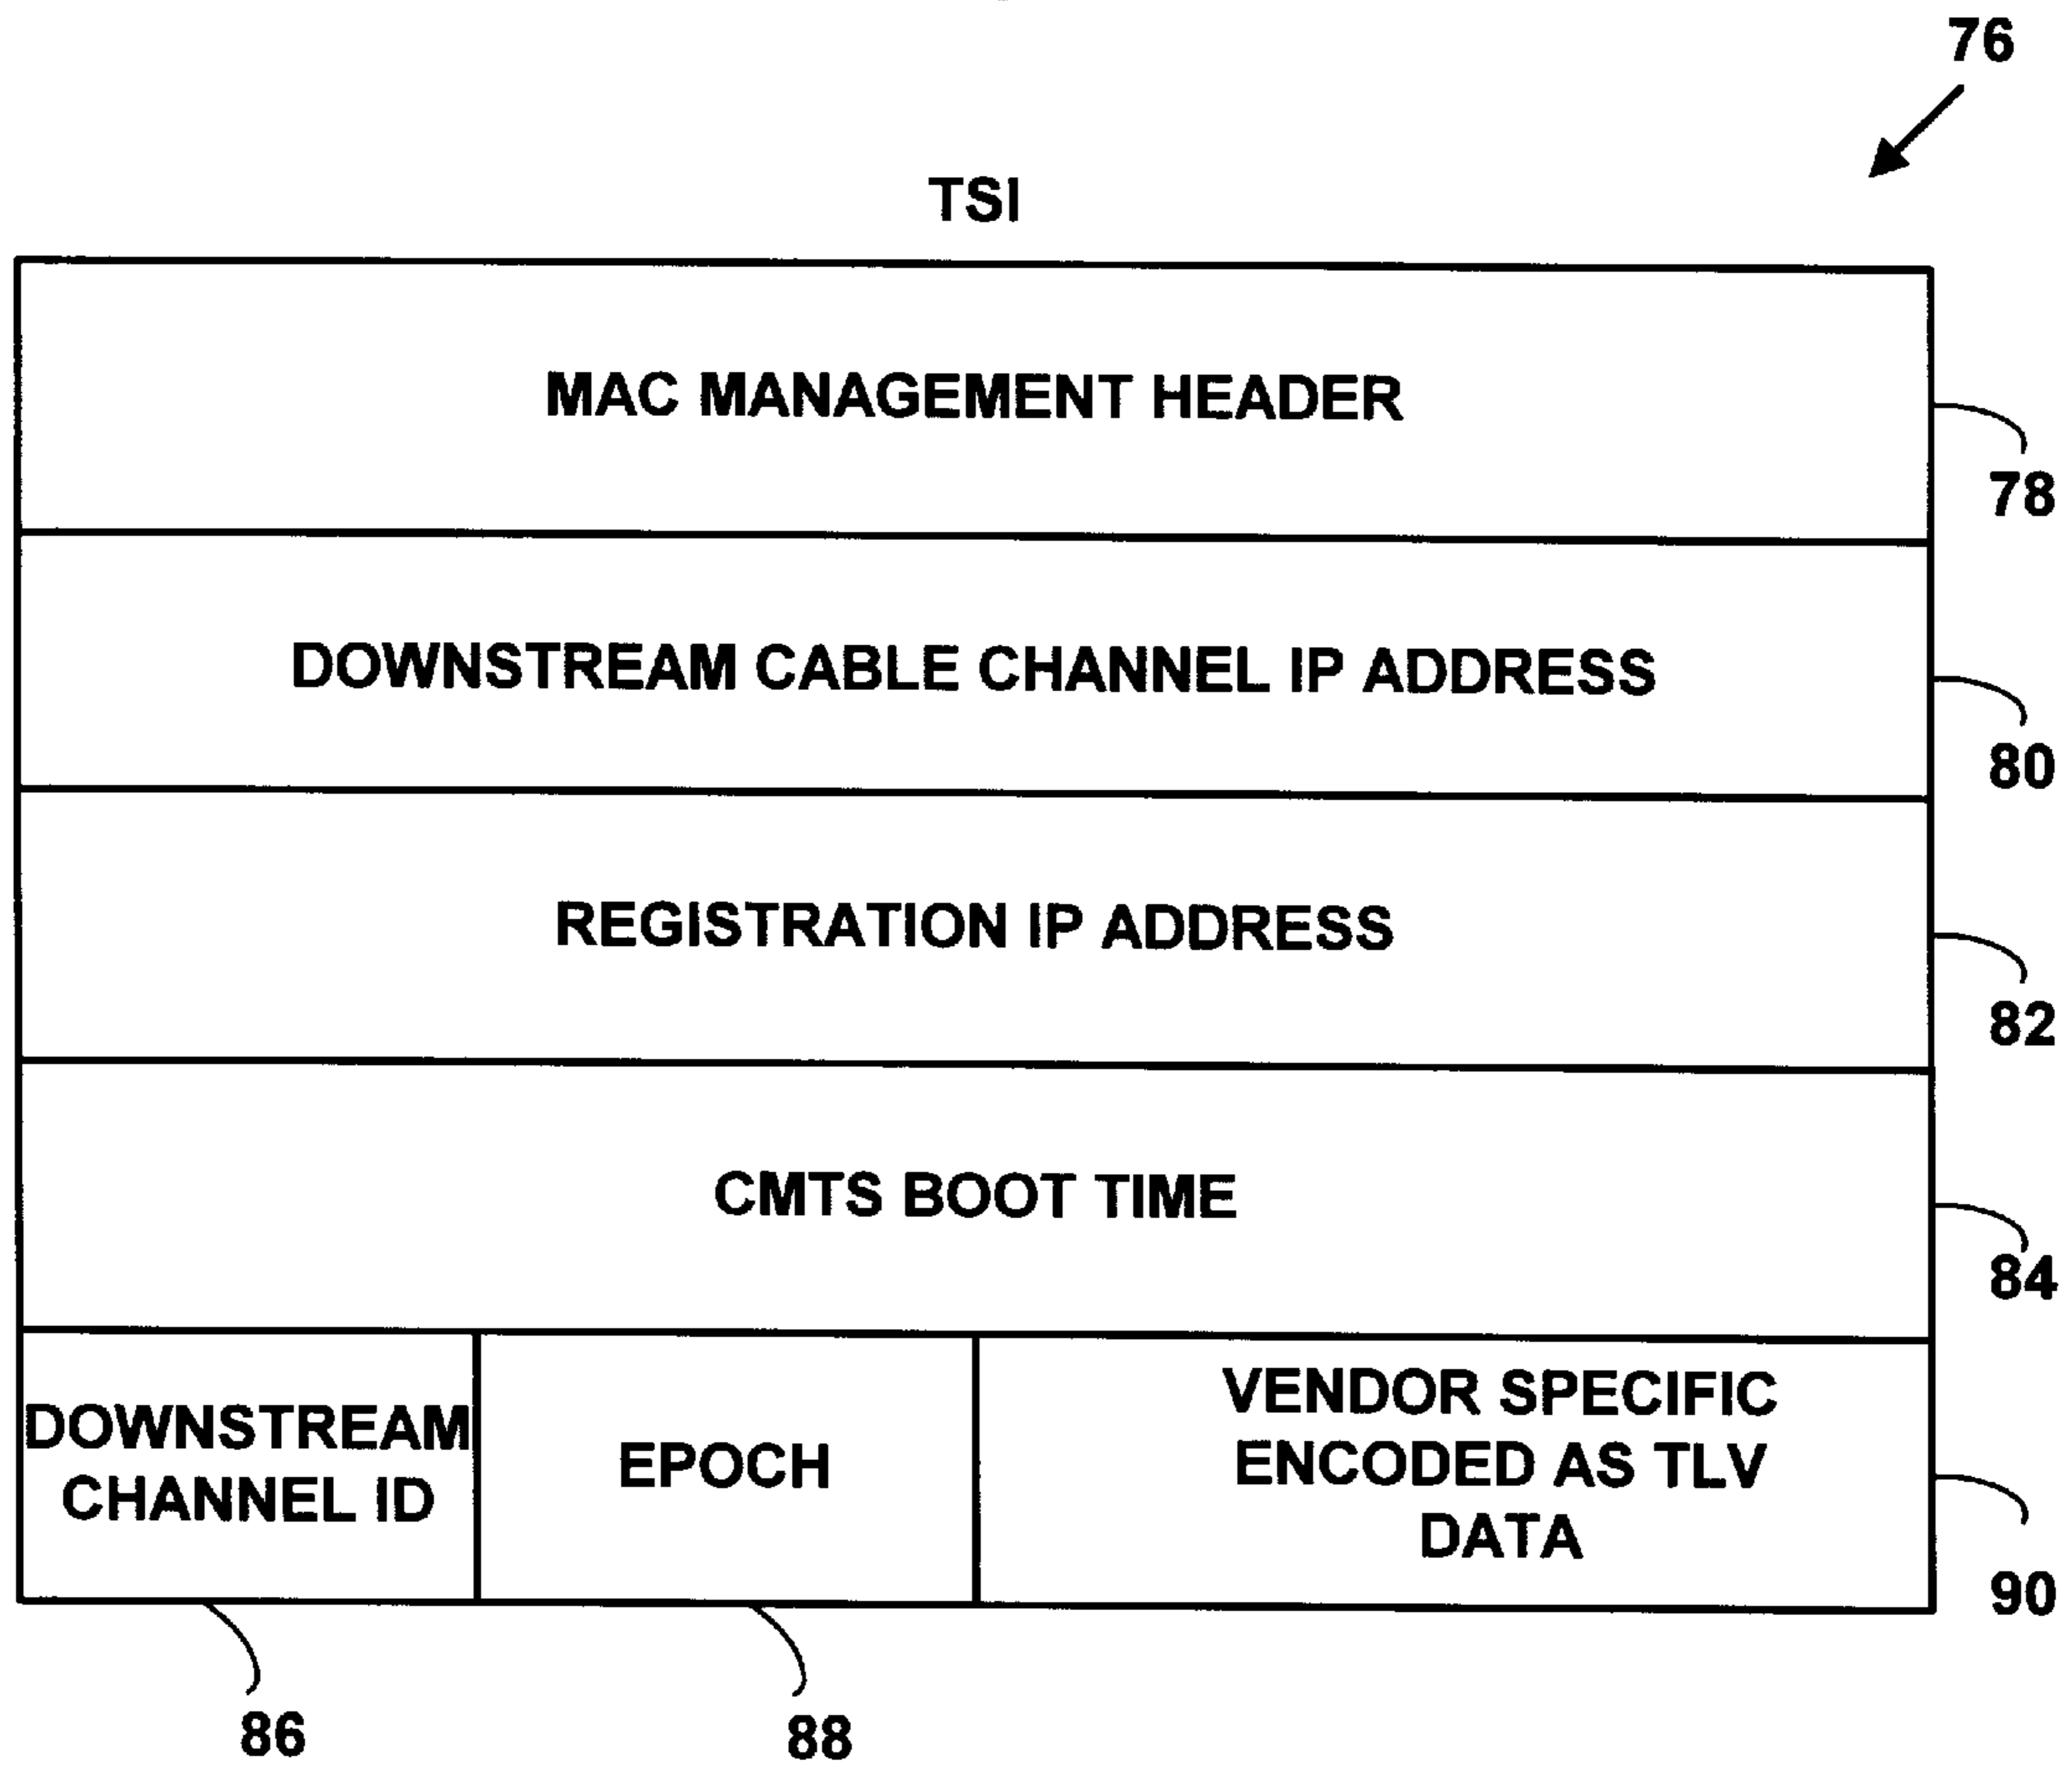 76
TSI
MAC MANAGEMENT HEADER
78
DOWNSTREAM CABLE CHANNEL IP ADDRESS
80
REGISTRATION IP ADDRESS
82
CMTS BOOT TIME
84
DOWNSTREAM
CHANNEL ID
EPOCH
VENDOR SPECIFIC
ENCODED AS TLV
DATA
90
86
88